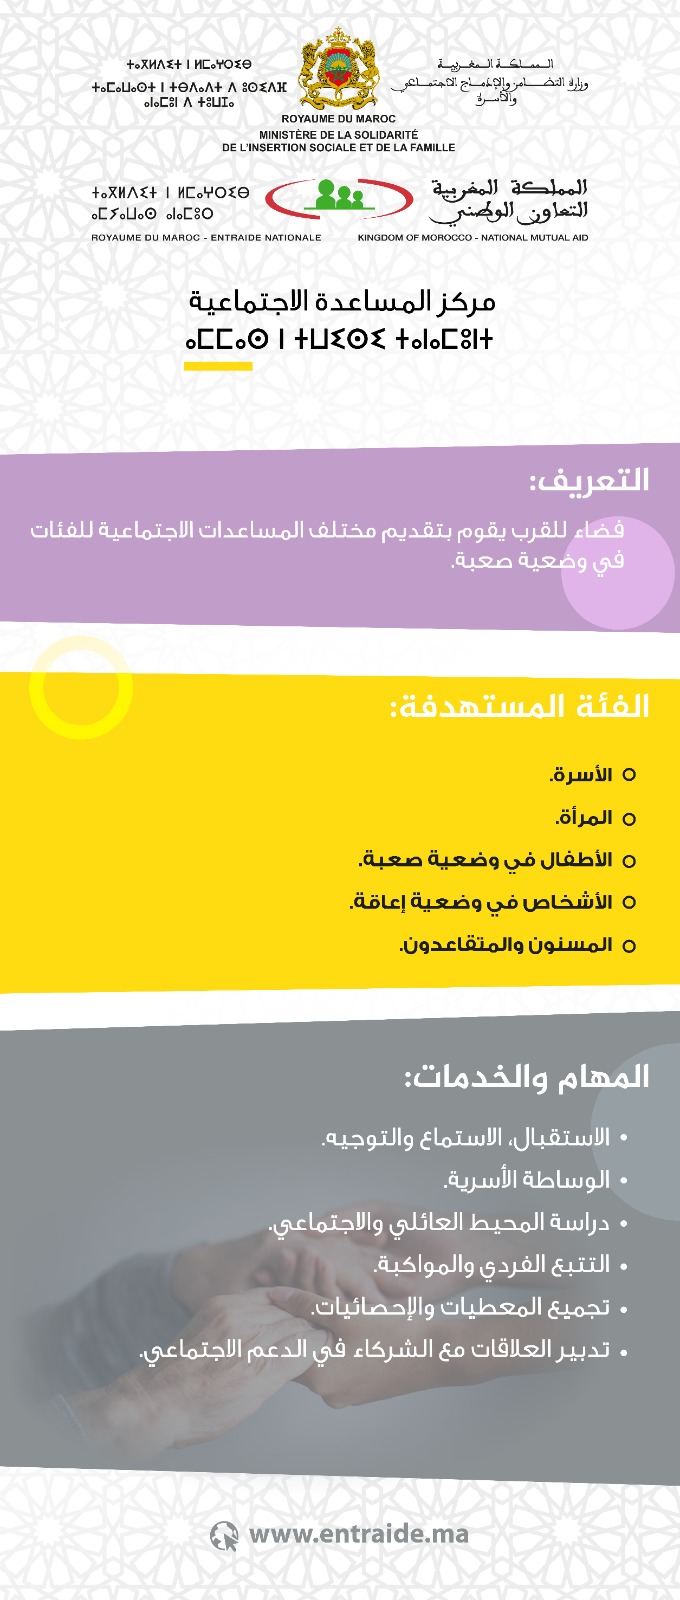 ⵜⴰⴳⵍⴷⵉⵜ ⵏ ⵍⵎⵖⵔⵉⴱ
ⵜⴰⵎⴰⵡⴰⵙⵜ ⵏ ⵜⴱⴷⴰⴷⵜ ⴷ ⵓⵙⵉⴷⴼ
ⴰⵏⴰⵎⵓⵏ ⴷ ⵜⵓⵡⵊⴰ
المملكة المغربية
وزارة التضامن والإدماج الاجتماعي
والأسرة
ROYAUME DU MAROC
MINISTÈRE DE LA SOLIDARITÉ
DE L'INSERTION SOCIALE ET DE LA FAMILLE
المملكة المغربية
التعاون الوطني
ⵜⴰⴳⵍⴷⵉⵜ ⵏ ⵍⵎⵖⵔⵉⴱ
ⴰⵎⵢⴰⵡⴰⵙ ⴰⵏⴰⵎⵓⵔ
ROYAUME DU MAROC - ENTRAIDE NATIONALE
KINGDOM OF MOROCCO - NATIONAL MUTUAL AID
مركز المساعدة الاجتماعية
ⴰⵎⵎⴰⵙ ⵏ ⵜⵡⵉⵙⵉ ⵜⴰⵏⴰⵎⵓⵏⵜ
التعريف:
فضاء للقرب يقوم بتقديم مختلف المساعدات الاجتماعية للفئات
في وضعية صعبة.
الفئة المستهدفة:
الأسرة.
المرأة.
الأطفال في وضعية صعبة.
الأشخاص في وضعية إعاقة.
المسنون والمتقاعدون.
المهام والخدمات:
• الاستقبال، الاستماع والتوجيه.
• الوساطة الأسرية.
• دراسة المحيط العائلي والاجتماعي.
• التتبع الفردي والمواكبة.
• تجميع المعطيات والإحصائيات.
• تدبير العلاقات مع الشركاء في الدعم الاجتماعي.
www.entraide.ma